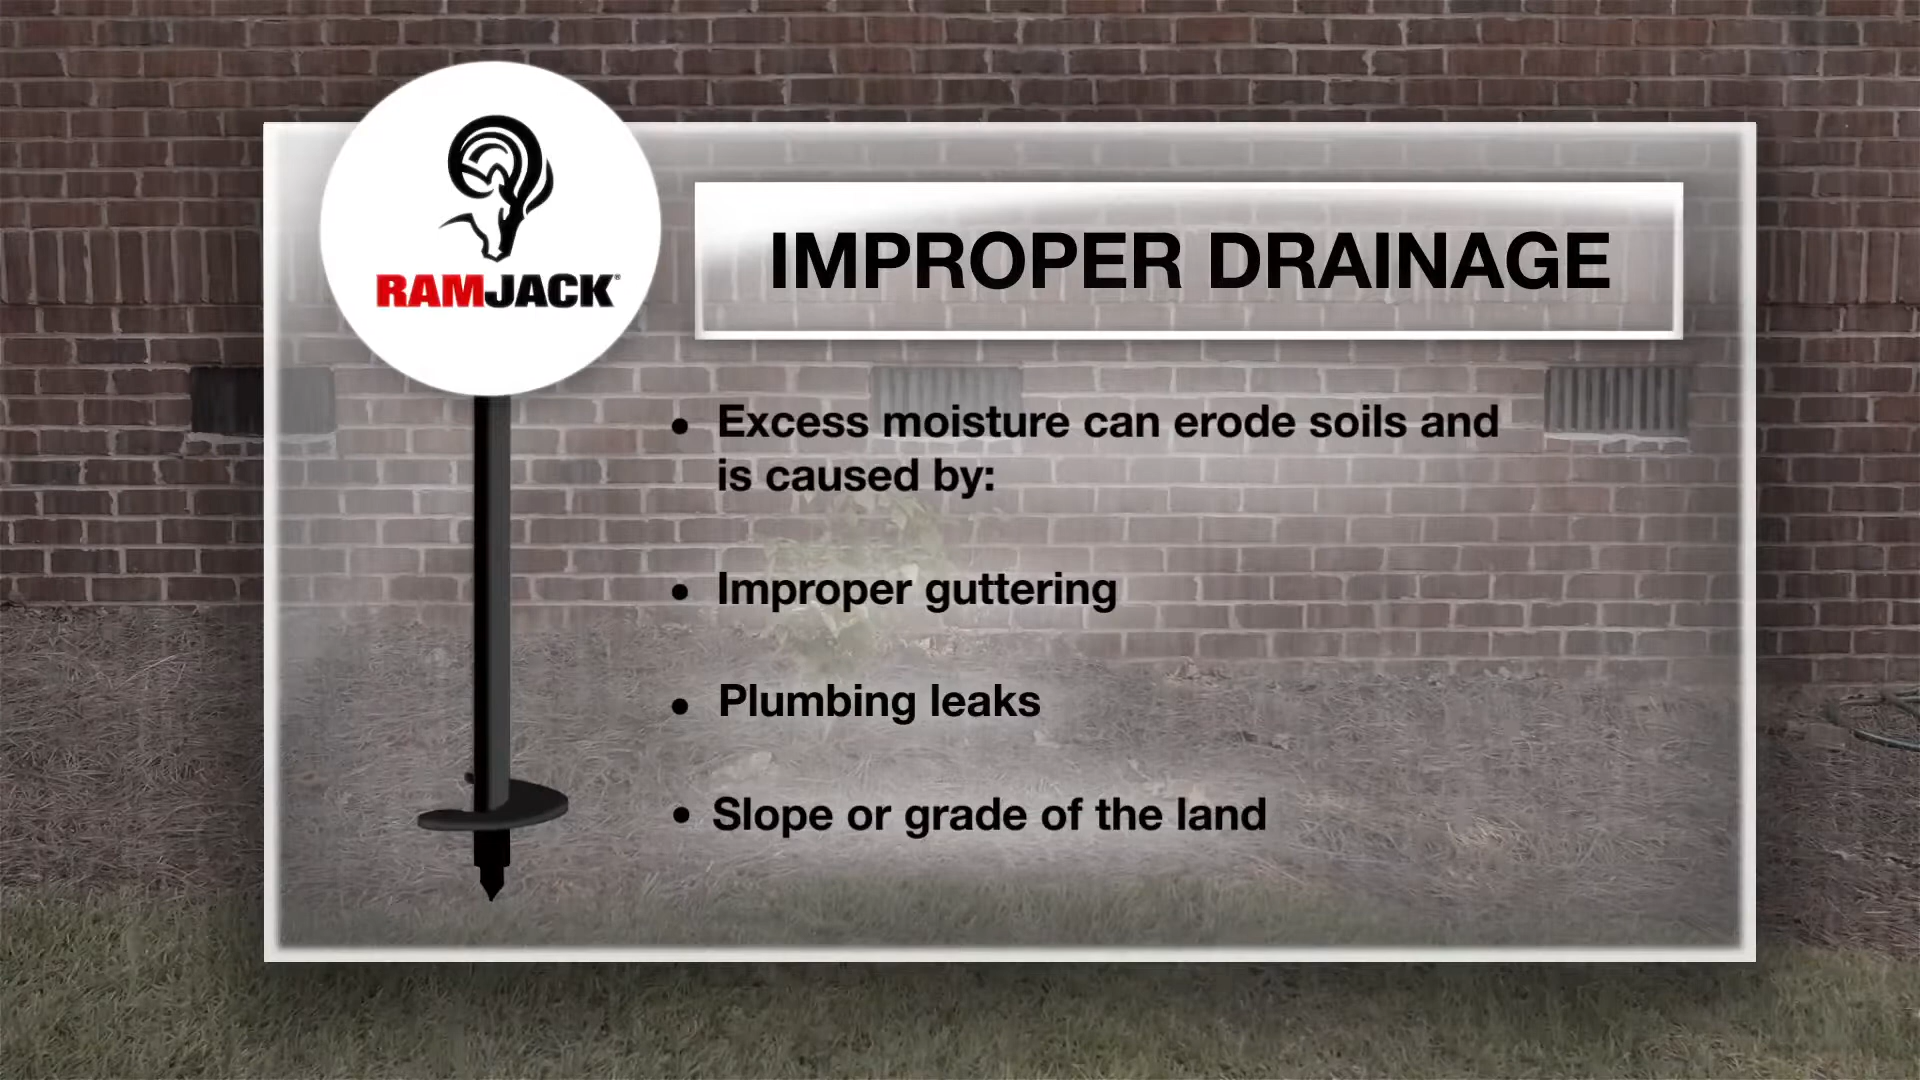 RAMJACK®
IMPROPER DRAINAGE
• Excess moisture can erode soils and
is caused by:
• Improper guttering
• Plumbing leaks
• Slope or grade of the land